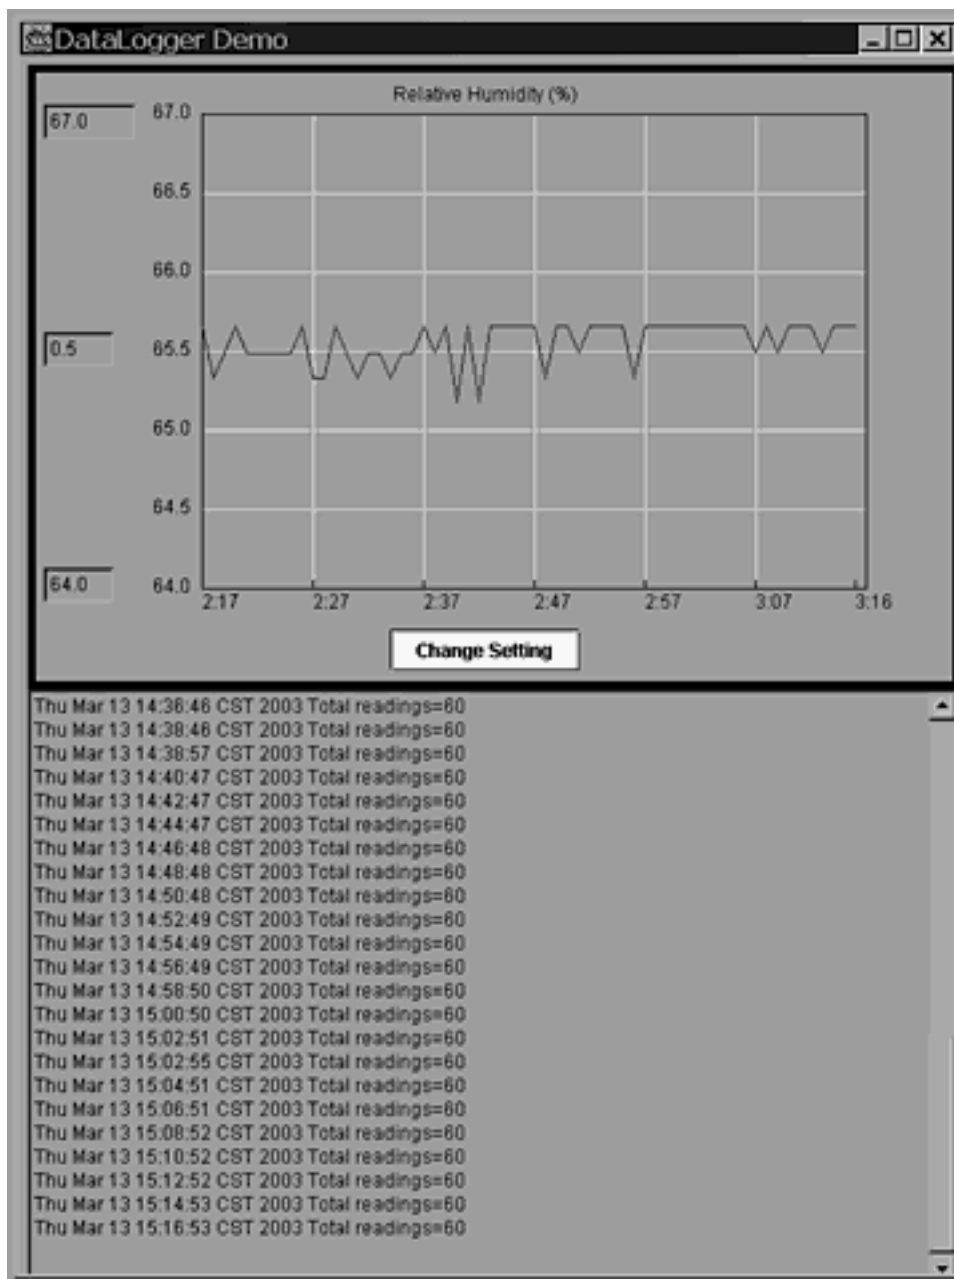 DataLogger Demo
Relative Humidity (%)
67.0
0.5
64.0
67.0
66.5
66.0
65.5
65.0
64.5
64.0
2:17 2:27 2:37 2:47 2:57 3:07 3:16
Change Setting
Thu Mar 13 14:36:46 CST 2003 Total readings=60
Thu Mar 13 14:38:46 CST 2003 Total readings=60
Thu Mar 13 14:38:57 CST 2003 Total readings=60
Thu Mar 13 14:40:47 CST 2003 Total readings=60
Thu Mar 13 14:42:47 CST 2003 Total readings=60
Thu Mar 13 14:44:47 CST 2003 Total readings=60
Thu Mar 13 14:46:48 CST 2003 Total readings=60
Thu Mar 13 14:48:48 CST 2003 Total readings=60
Thu Mar 13 14:50:48 CST 2003 Total readings=60
Thu Mar 13 14:52:49 CST 2003 Total readings=60
Thu Mar 13 14:54:49 CST 2003 Total readings=60
Thu Mar 13 14:56:49 CST 2003 Total readings=60
Thu Mar 13 14:58:50 CST 2003 Total readings=60
Thu Mar 13 15:00:50 CST 2003 Total readings=60
Thu Mar 13 15:02:51 CST 2003 Total readings=60
Thu Mar 13 15:02:55 CST 2003 Total readings=60
Thu Mar 13 15:04:51 CST 2003 Total readings=60
Thu Mar 13 15:06:51 CST 2003 Total readings=60
Thu Mar 13 15:08:52 CST 2003 Total readings=60
Thu Mar 13 15:10:52 CST 2003 Total readings=60
Thu Mar 13 15:12:52 CST 2003 Total readings=60
Thu Mar 13 15:14:53 CST 2003 Total readings=60
Thu Mar 13 15:16:53 CST 2003 Total readings=60